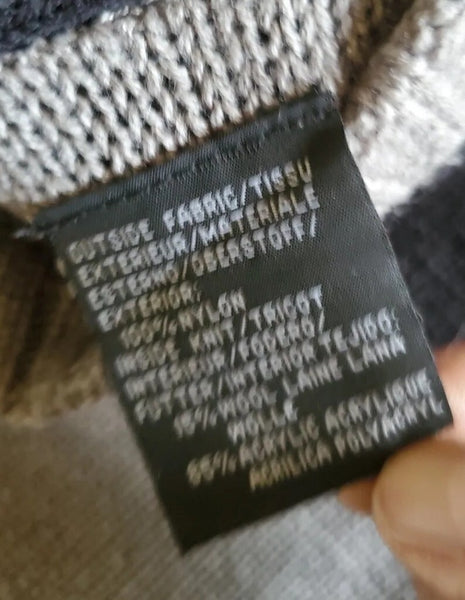 OUTSIDE FABRIC/TISSU
EXTERIEUR/MATERIALE
ESTERNO/OBERSTOFF/
EXTERIOR:
100% NYLON
INSIDE KNIT/TRICOT
INTERIEUR/FODERO/
FUTTER/INTERIOR TEJIDO:
15% WOOL LAINE LANA
WOLLE
85% ACRYLIC ACRYLIQUE
ACRILICA POLYACRYL